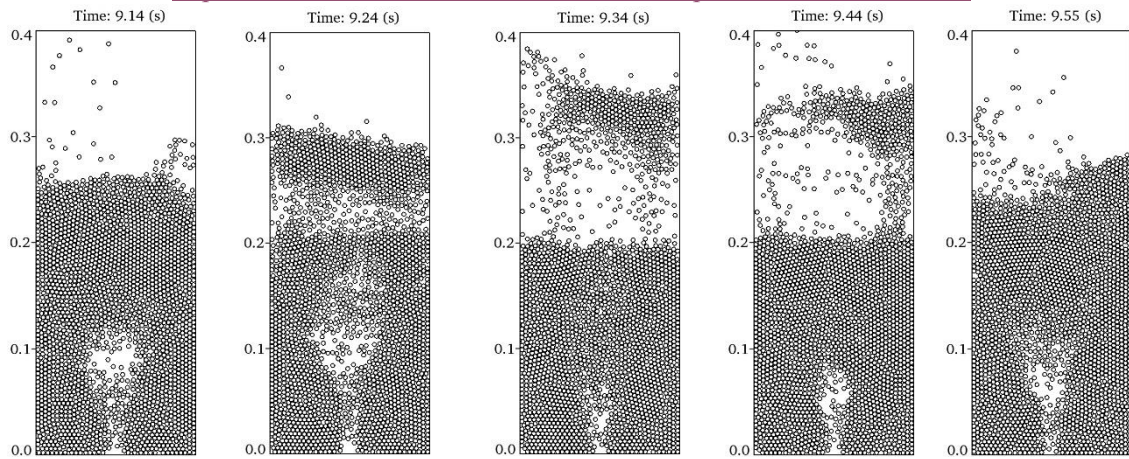 Time: 9.14 (s)
Time: 9.24 (s)
Time: 9.34 (s)
Time: 9.44 (s)
Time: 9.55 (s)
0.4 0.4 0.4 0.4 0.4
0.3 0.3 0.3 0.3 0.3
0.2 0.2 0.2 0.2 0.2
0.1 0.1 0.1 0.1 0.1
0.0 0.0 0.0 0.0 0.0